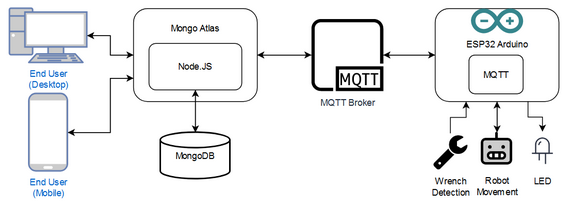 Mongo Atlas
Node.JS
MongoDB
End User
(Desktop)
End User
(Mobile)
MQTT
MQTT Broker
ESP32 Arduino
MQTT
Wrench
Detection
Robot
Movement
LED